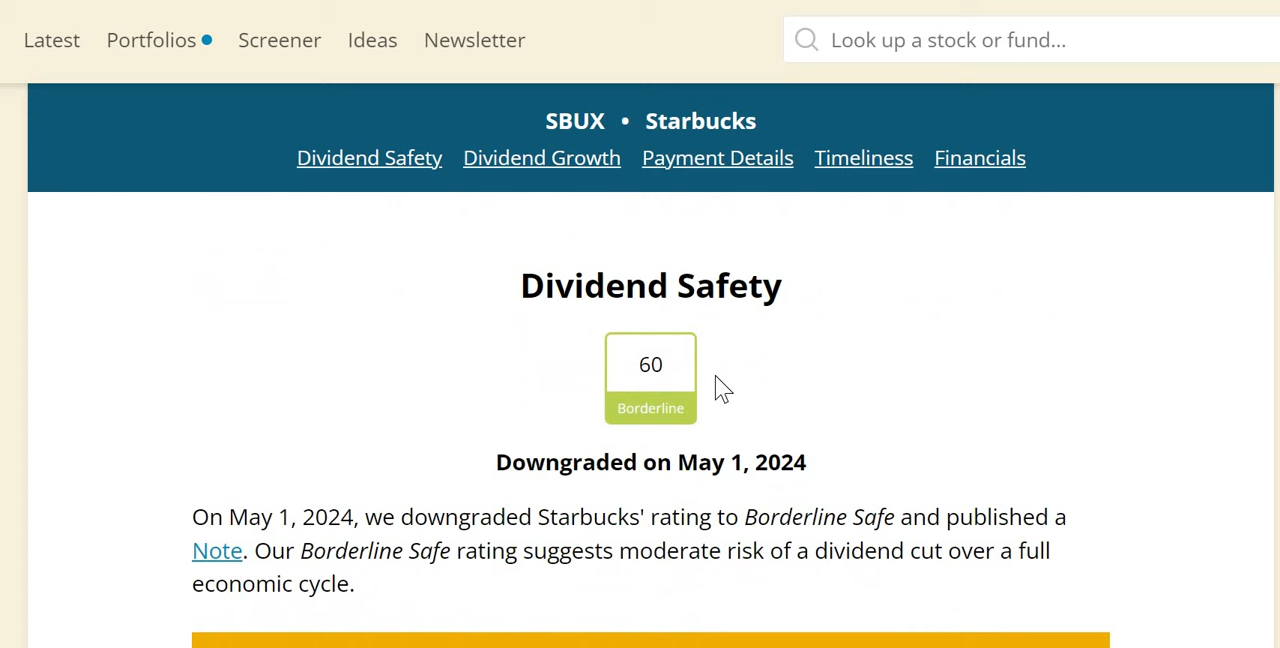 Latest Portfolios Screener Ideas Newsletter Look up a stock or fund...
SBUX • Starbucks
Dividend Safety Dividend Growth Payment Details Timeliness Financials
Dividend Safety
60
Borderline
Downgraded on May 1, 2024
On May 1, 2024, we downgraded Starbucks' rating to Borderline Safe and published a
Note. Our Borderline Safe rating suggests moderate risk of a dividend cut over a full
economic cycle.